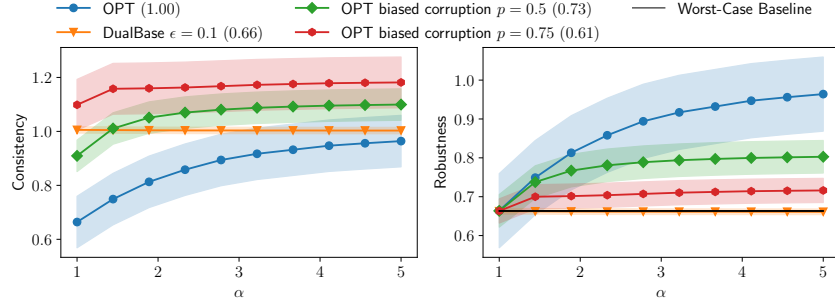 OPT (1.00)
DualBase ϵ = 0.1 (0.66)
OPT biased corruption p = 0.5 (0.73)
OPT biased corruption p = 0.75 (0.61)
Worst-Case Baseline
Consistency
1.2
1.0
0.8
0.6
1 2 3 4 5
α
Robustness
1.0
0.9
0.8
0.7
0.6
1 2 3 4 5
α